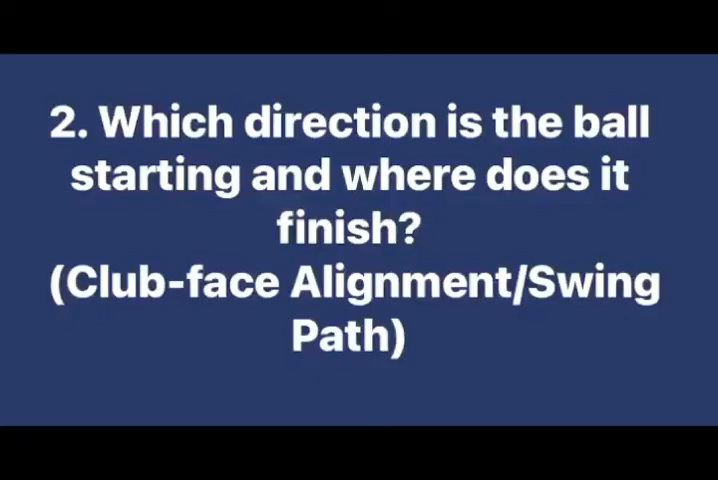 2. Which direction is the ball
starting and where does it
finish?
(Club-face Alignment/Swing
Path)